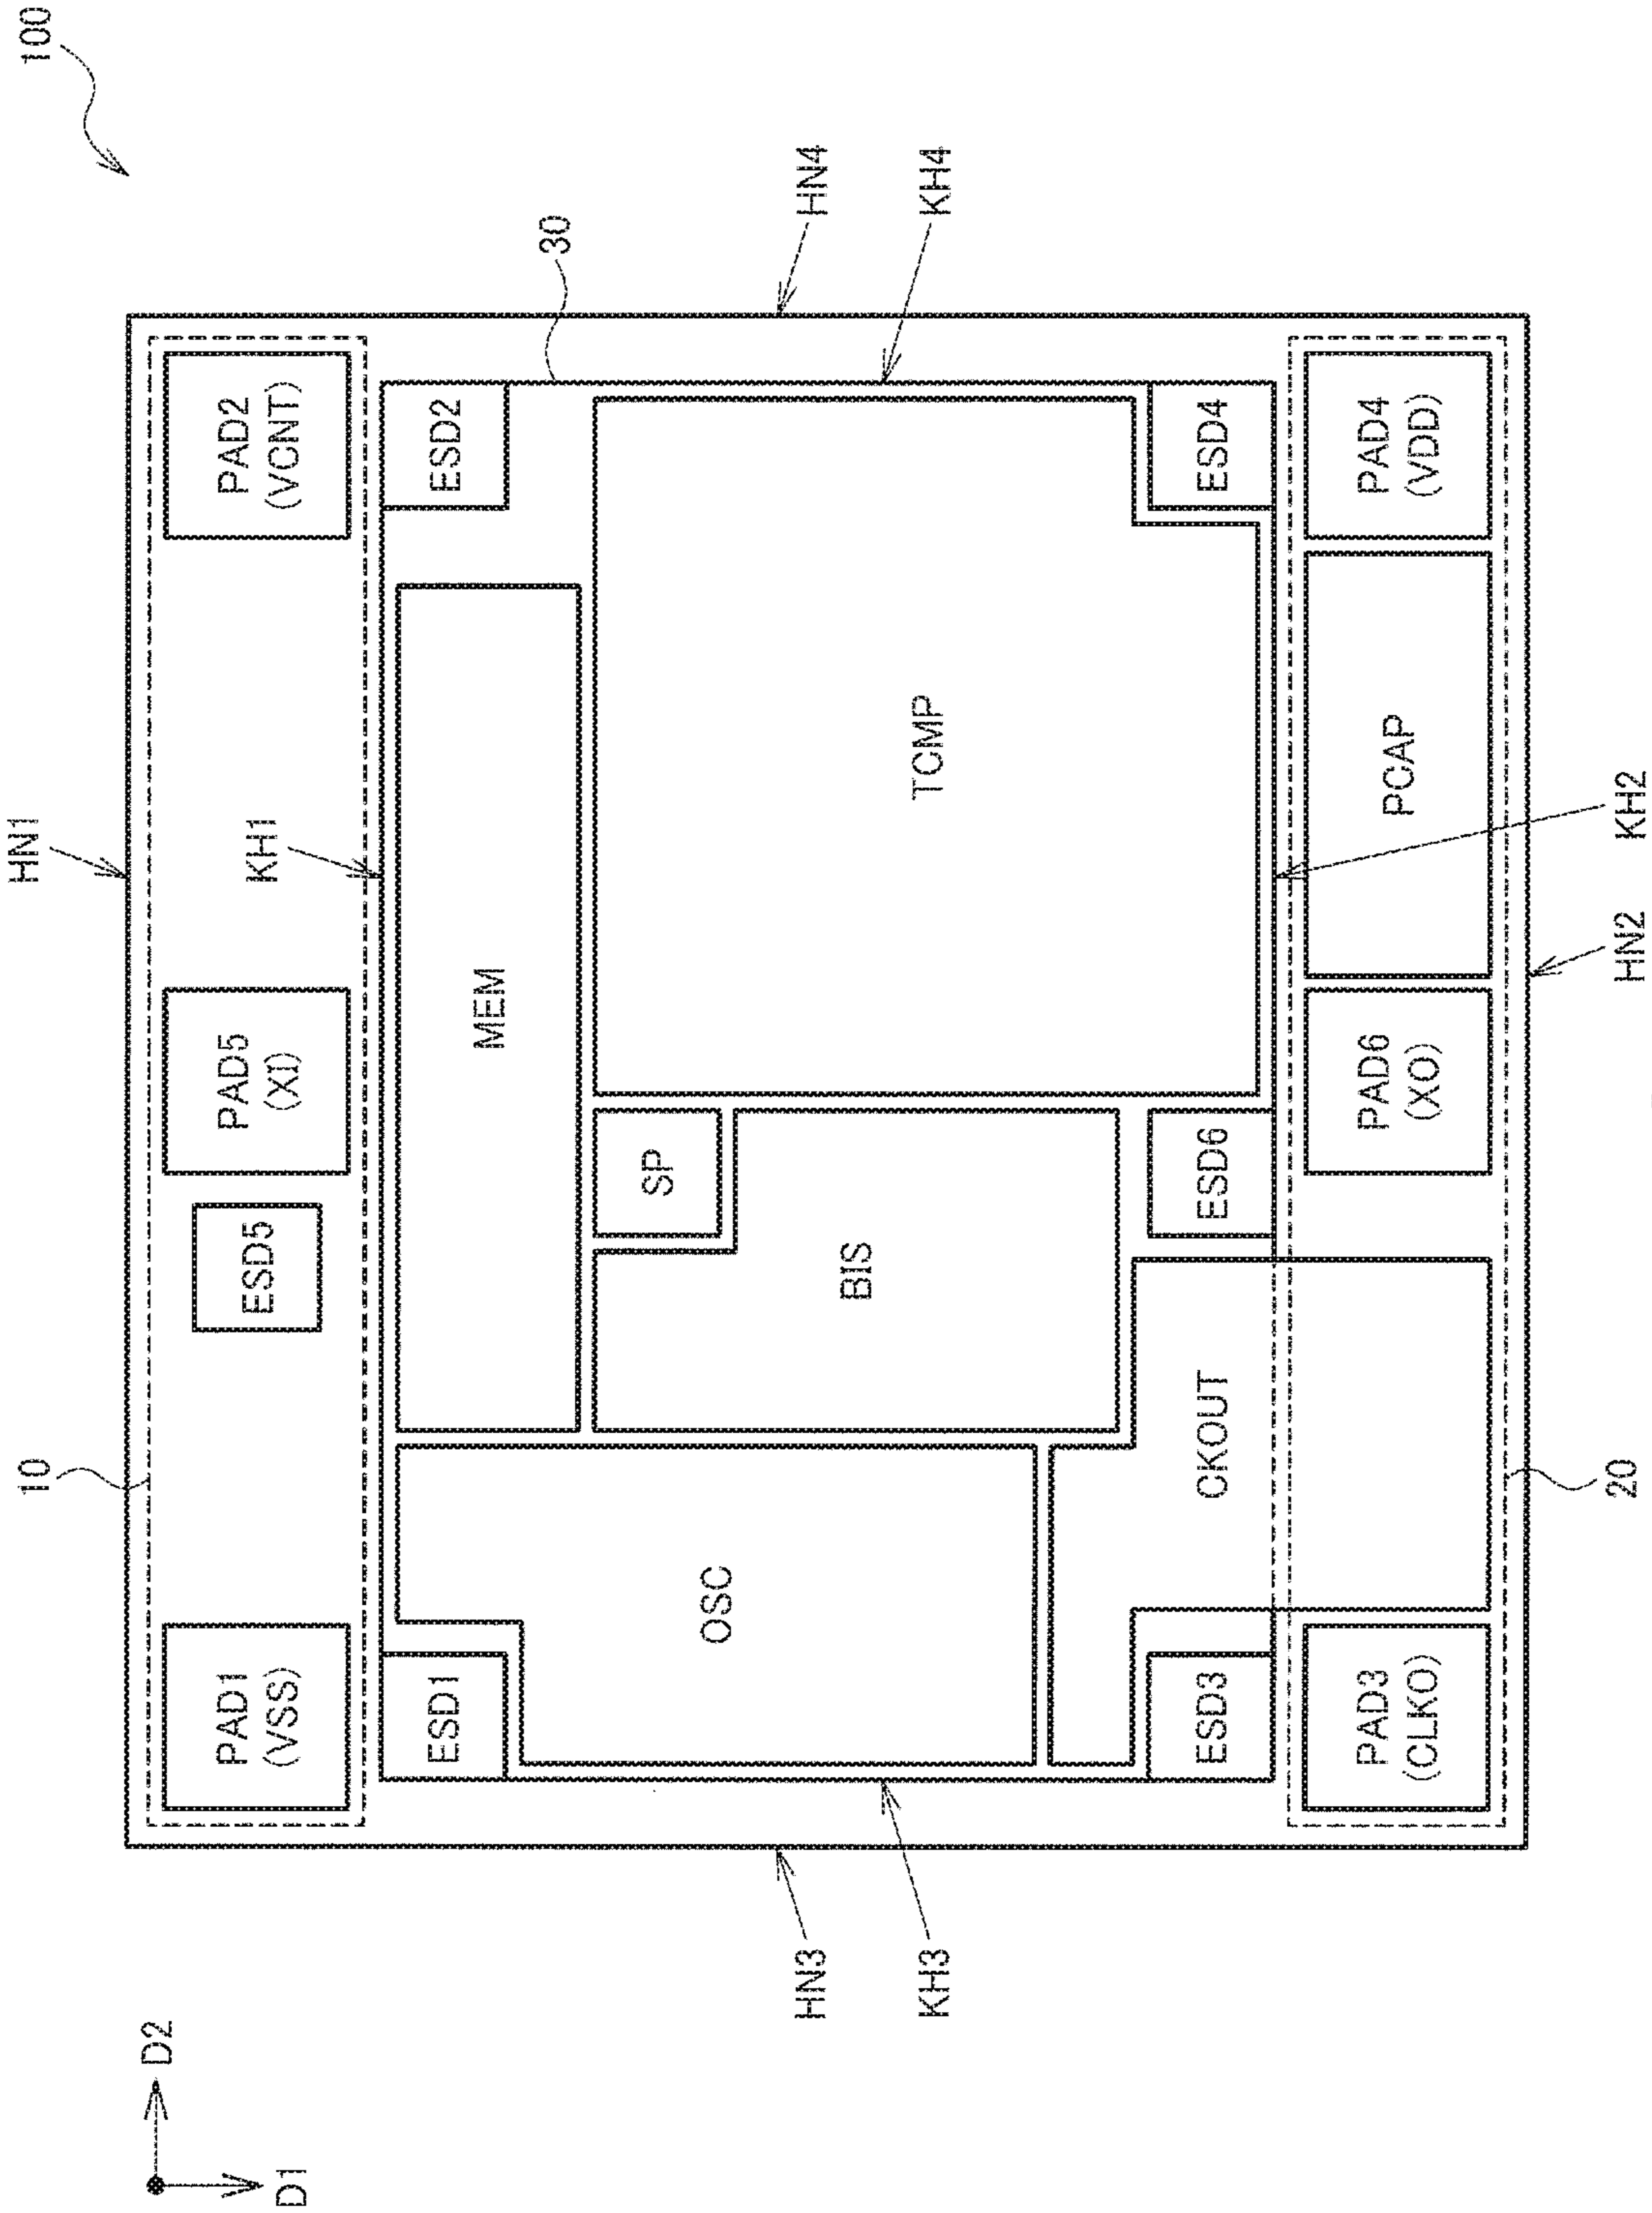 10
HN1
100
D2
D1
PAD1
(VSS)
ESD5
PAD5
(XI)
KH1
PAD2
(VCNT)
ESD1
MEM
ESD2
30
SP
OSC
HN3
HN4
BIS
TCMP
KH3
KH4
ESD3
CKOUT
ESD6
ESD4
PAD3
(CLKO)
PAD6
(XO)
PCAP
PAD4
(VDD)
20
HN2
KH2